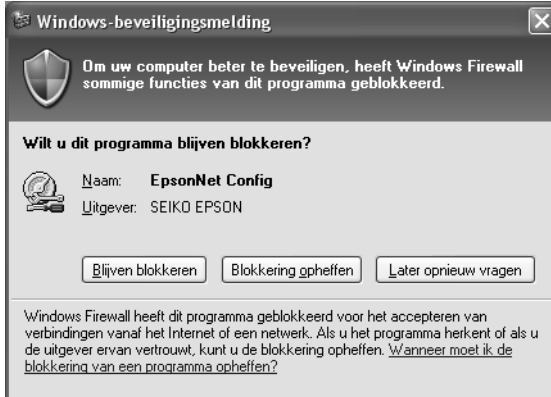 Windows-beveiligingsmelding
Om uw computer beter te beveiligen, heeft Windows Firewall
sommige functies van dit programma geblokkeerd.
Wilt u dit programma blijven blokkeren?
Naam: EpsonNet Config
Uitgever: SEIKO EPSON
Blijven blokkeren Blokkering opheffen Later opnieuw vragen
Windows Firewall heeft dit programma geblokkeerd voor het accepteren van
verbindingen vanaf het Internet of een netwerk. Als u het programma herkent of als u
de uitgever ervan vertrouwt, kunt u de blokkering opheffen. Wanneer moet ik de
blokkering van een programma opheffen?